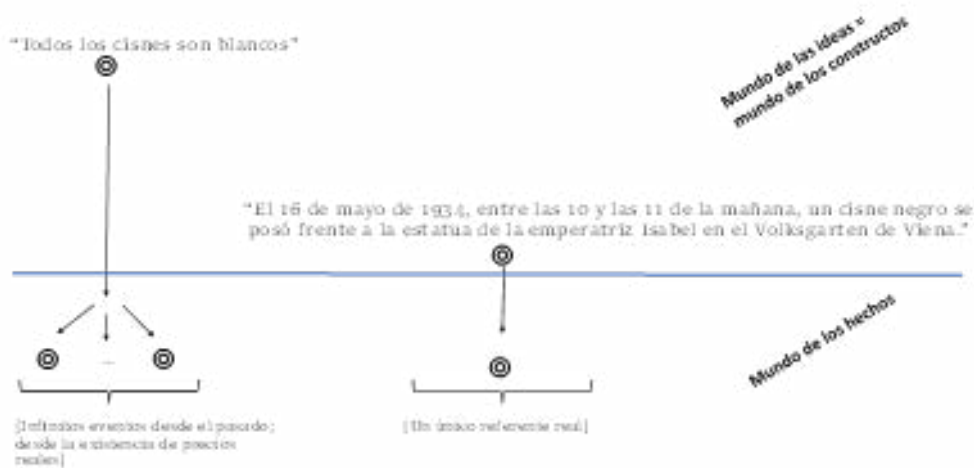 “Todos los cisnes son blancos”
Mundo de las ideas =
mundo de los constructos
“El 16 de mayo de 1934, entre las 10 y las 11 de la mañana, un cisne negro se
posó frente a la estatua de la emperatriz Isabel en el Volksgarten de Viena.”
Mundo de los hechos
...
[Infinitos eventos desde el pasado;
desde la existencia de precios
reales]
[Un único referente real]